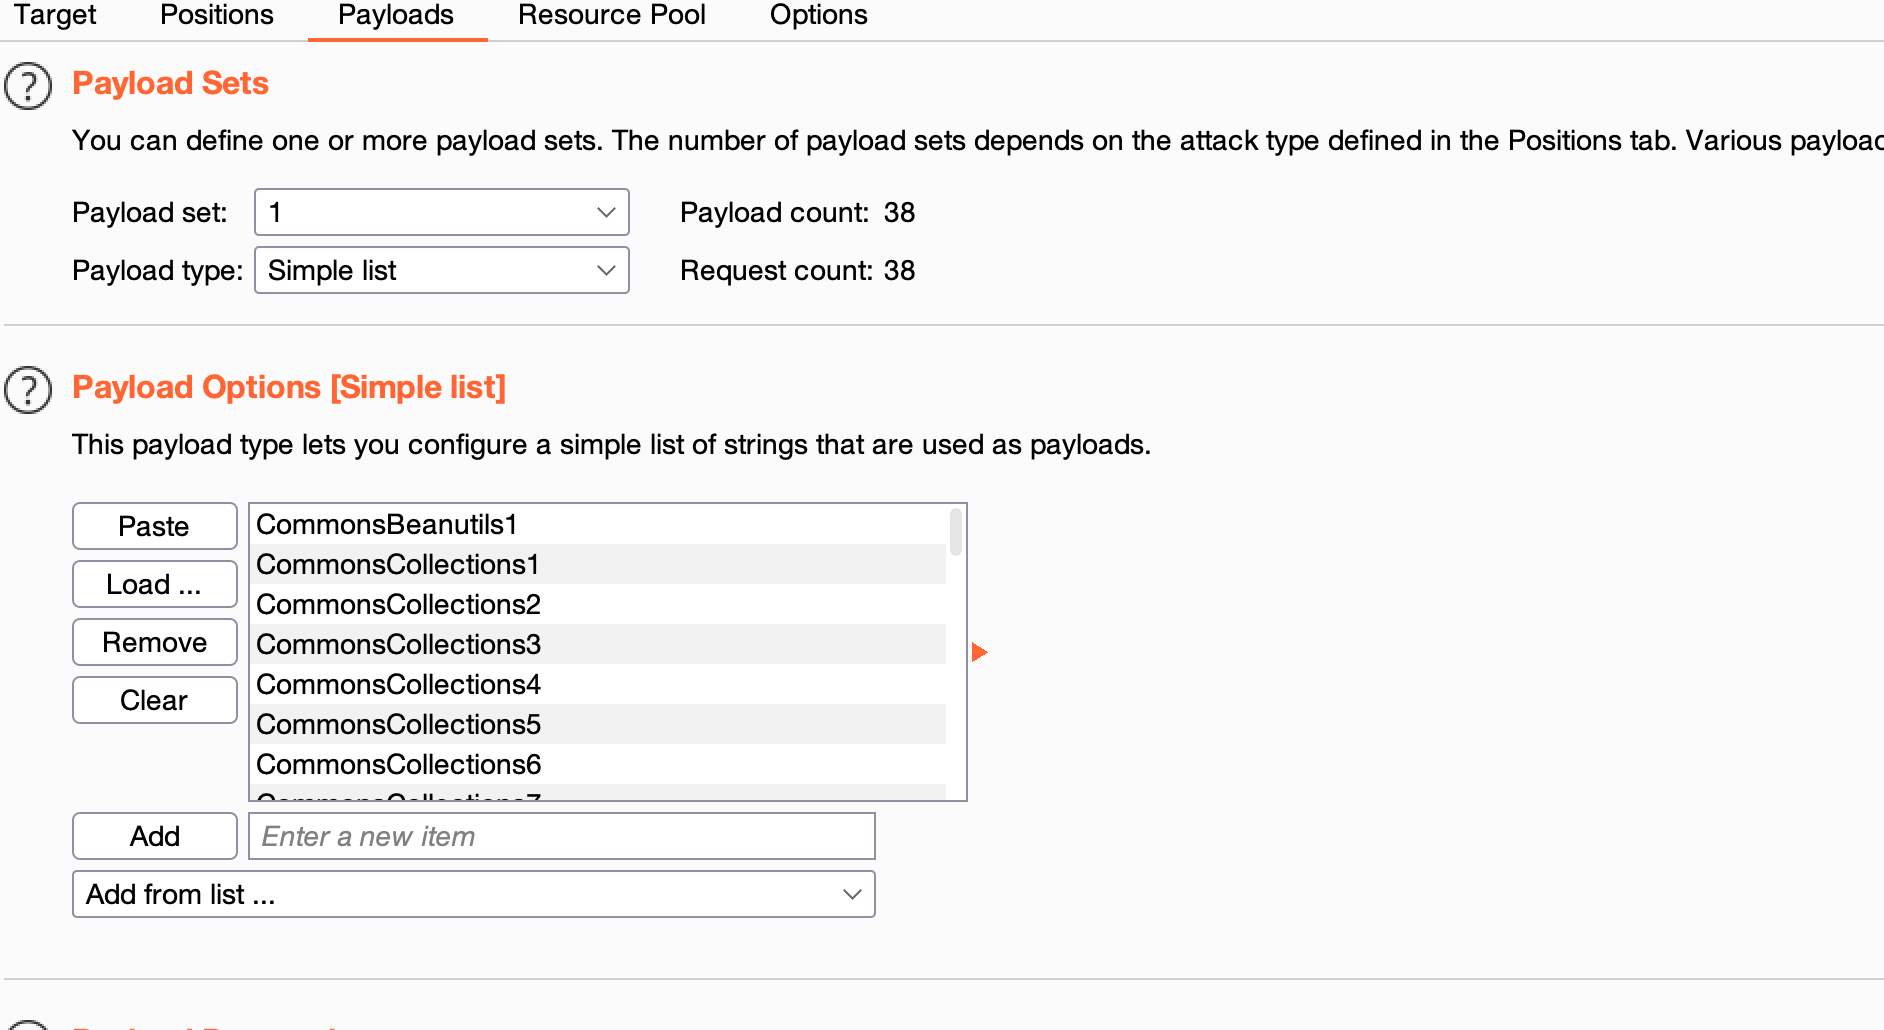 Target Positions Payloads Resource Pool Options
? Payload Sets
You can define one or more payload sets. The number of payload sets depends on the attack type defined in the Positions tab. Various
Payload set: 1 Payload count: 38
Payload type: Simple list Request count: 38
? Payload Options [Simple list]
This payload type lets you configure a simple list of strings that are used as payloads.
Paste
Load ...
Remove
Clear
CommonsBeanutils1
CommonsCollections1
CommonsCollections2
CommonsCollections3
CommonsCollections4
CommonsCollections5
CommonsCollections6
CommonsCollections7
Add Enter a new item
Add from list ...